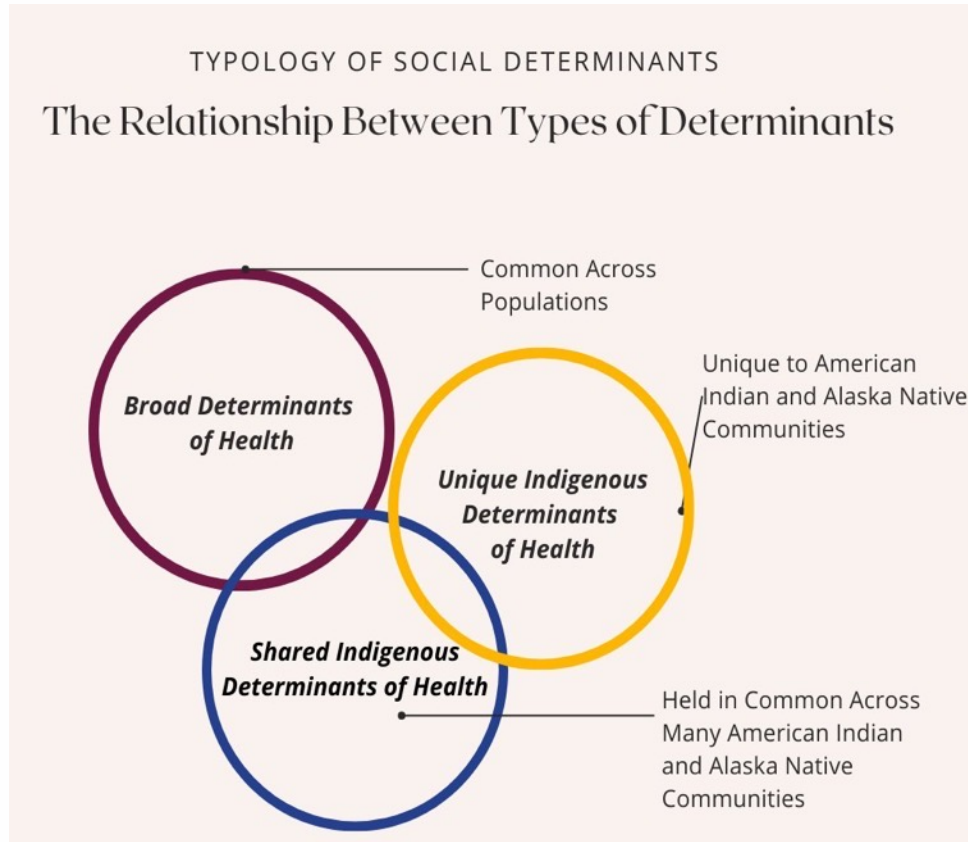 TYPOLOGY OF SOCIAL DETERMINANTS
The Relationship Between Types of Determinants
Common Across
Populations
Unique to American
Indian and Alaska Native
Communities
Broad Determinants
of Health
Unique Indigenous
Determinants
of Health
Shared Indigenous
Determinants of Health
Held in Common Across
Many American Indian
and Alaska Native
Communities